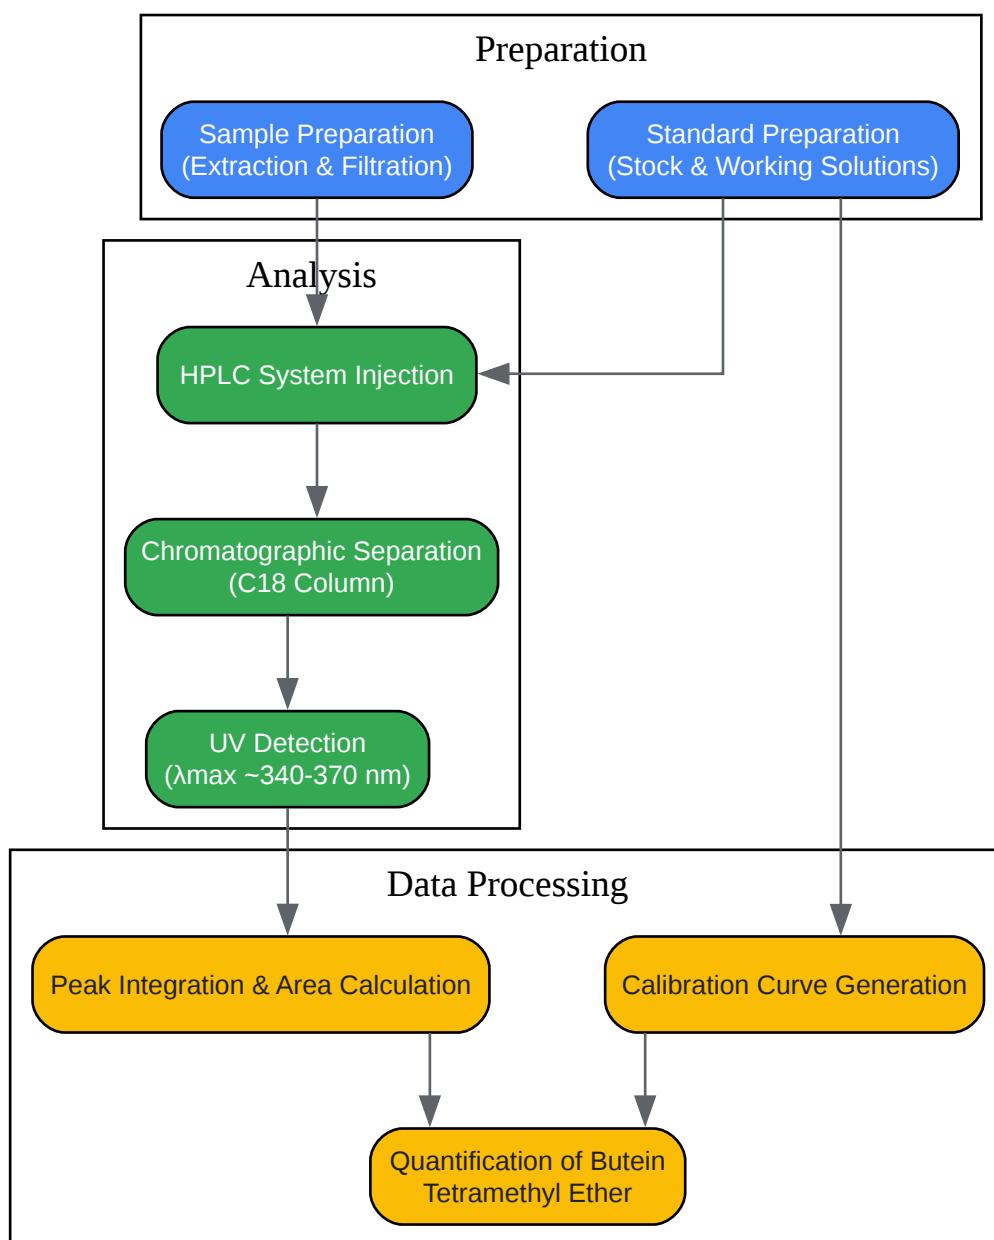 Preparation
Sample Preparation
(Extraction & Filtration)
Standard Preparation
(Stock & Working Solutions)
Analysis
HPLC System Injection
Chromatographic Separation
(C18 Column)
UV Detection
(λmax ~340-370 nm)
Data Processing
Peak Integration & Area Calculation
Calibration Curve Generation
Quantification of Butein
Tetramethyl Ether